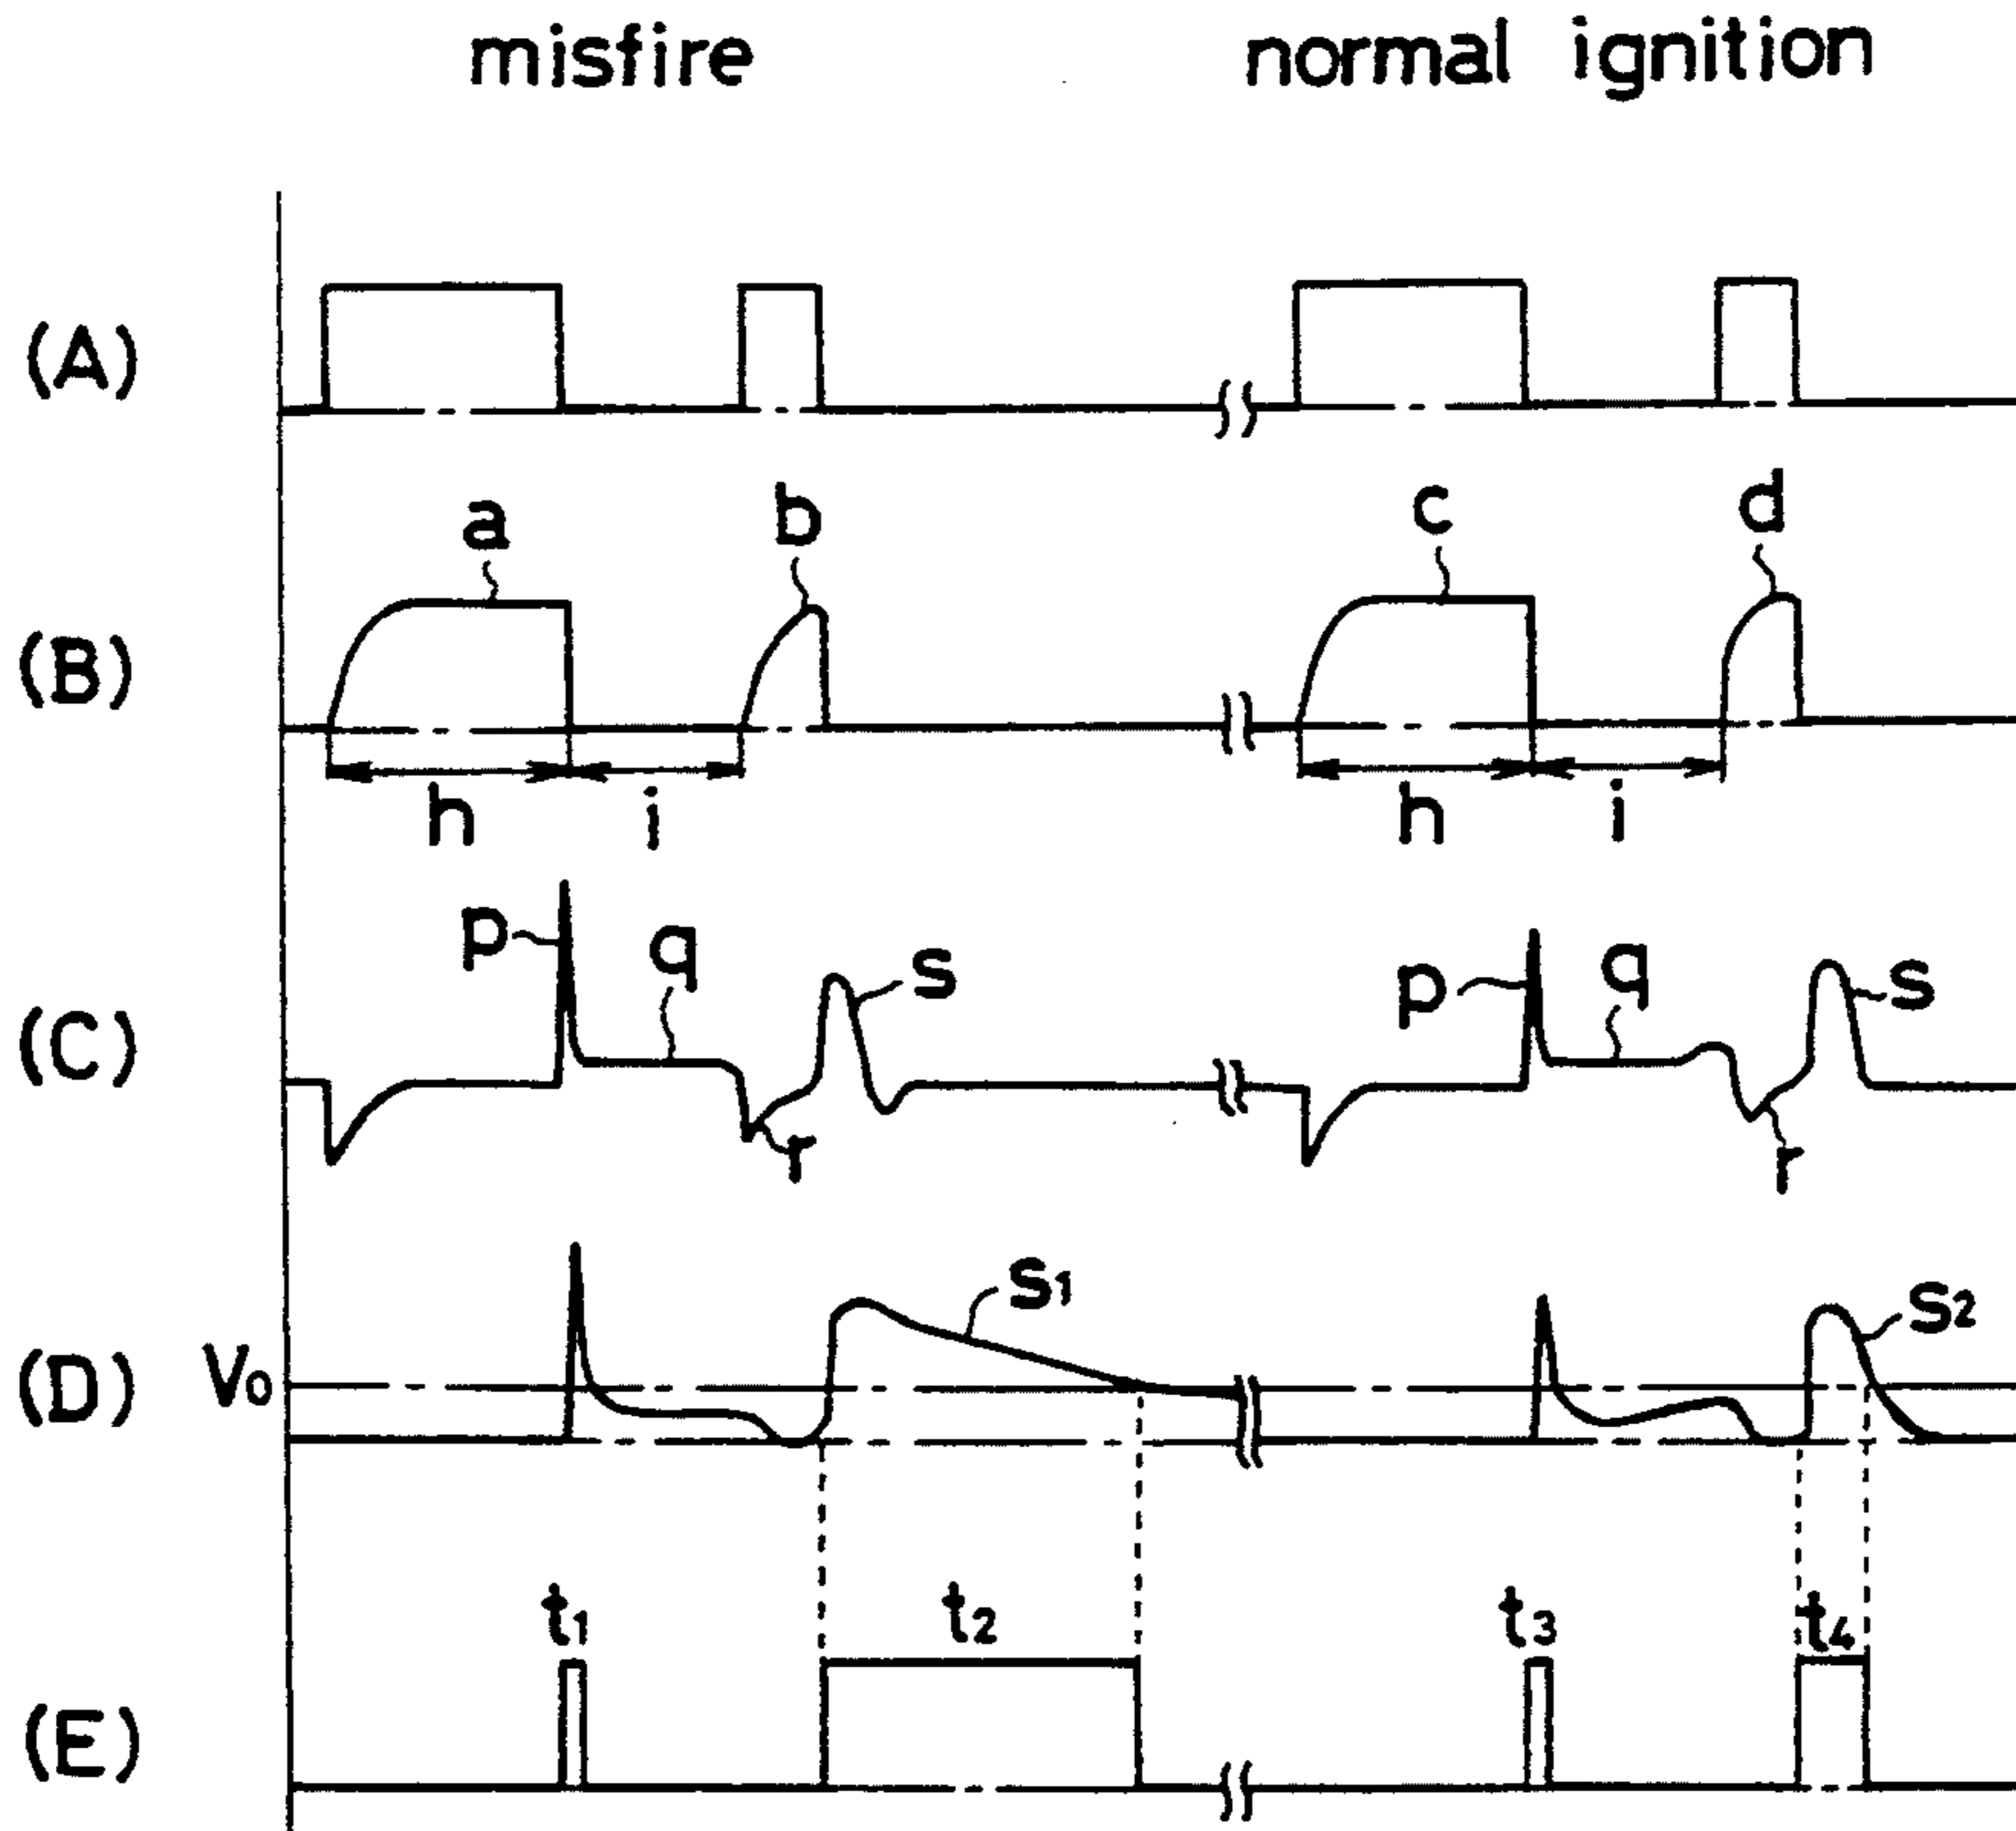 misfire normal ignition
(A)
a b c d
(B)
h i h i
p q s p q s
(C)
r r
s1 s2
(D) V0
t1 t2 t3 t4
(E)